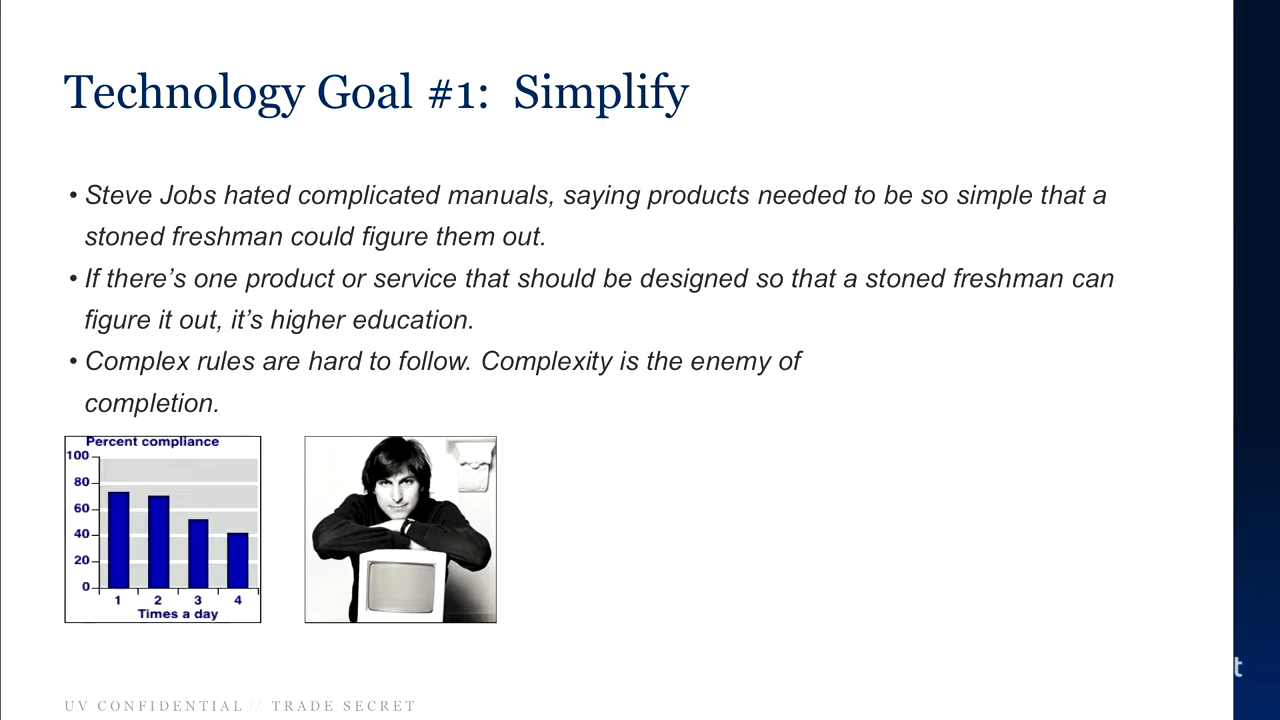 Technology Goal #1: Simplify
• Steve Jobs hated complicated manuals, saying products needed to be so simple that a
stoned freshman could figure them out.
• If there’s one product or service that should be designed so that a stoned freshman can
figure it out, it’s higher education.
• Complex rules are hard to follow. Complexity is the enemy of
completion.
Percent compliance
100
80
60
40
20
0
1 2 3 4
Times a day
t
UV CONFIDENTIAL // TRADE SECRET